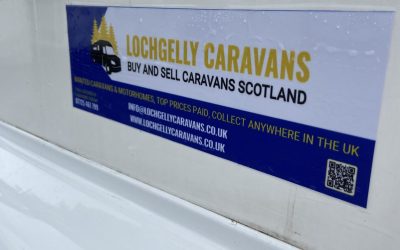 LOCHGELLY CARAVANS
BUY AND SELL CARAVANS SCOTLAND
WANTED CARAVANS & MOTORHOMES, TOP PRICES PAID, COLLECT ANYWHERE IN THE UK
INFO@LOCHGELLYCARAVANS.CO.UK
WWW.LOCHGELLYCARAVANS.CO.UK